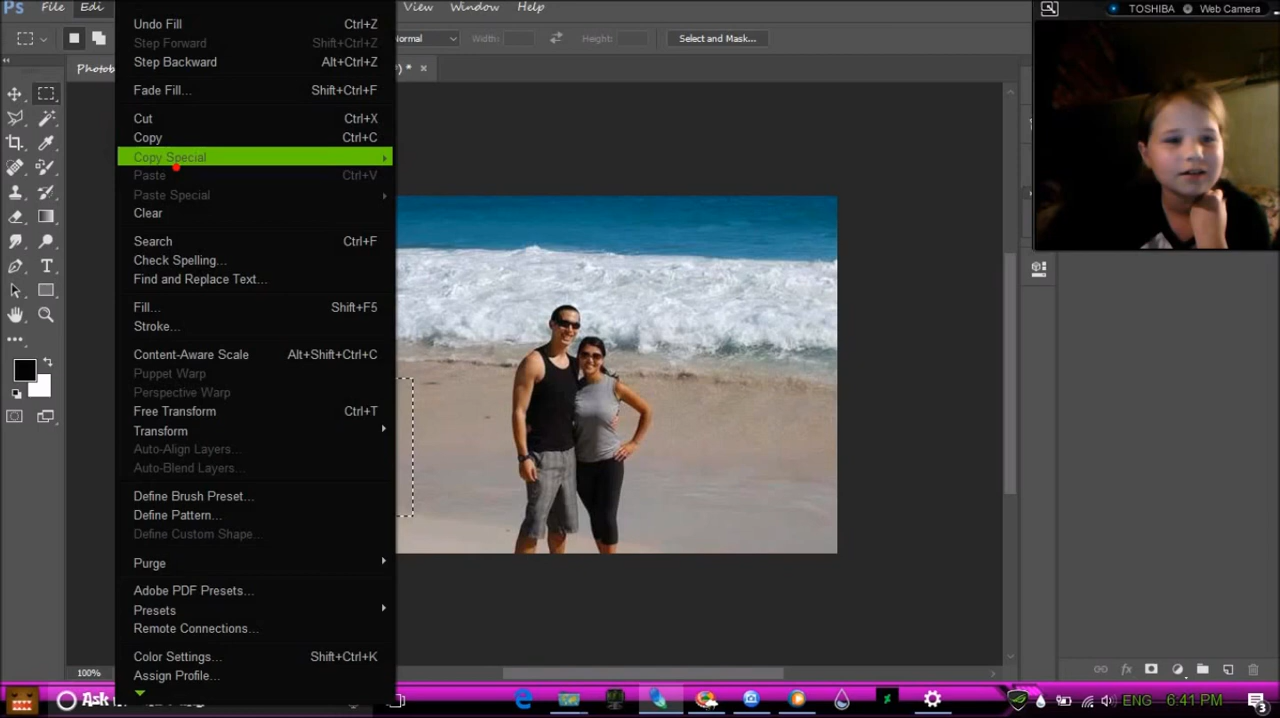 Ps File Edi View Window Help
TOSHIBA Web Camera
Normal Width: Height: Select and Mask...
Photob ) * ×
Undo Fill Ctrl+Z
Step Forward Shift+Ctrl+Z
Step Backward Alt+Ctrl+Z
Fade Fill... Shift+Ctrl+F
Cut Ctrl+X
Copy Ctrl+C
Copy Special
Paste Ctrl+V
Paste Special
Clear
Search Ctrl+F
Check Spelling...
Find and Replace Text...
Fill... Shift+F5
Stroke...
Content-Aware Scale Alt+Shift+Ctrl+C
Puppet Warp
Perspective Warp
Free Transform Ctrl+T
Transform
Auto-Align Layers...
Auto-Blend Layers...
Define Brush Preset...
Define Pattern...
Define Custom Shape...
Purge
Adobe PDF Presets...
Presets
Remote Connections...
Color Settings... Shift+Ctrl+K
Assign Profile...
100%
Ask ENG 6:41 PM 3